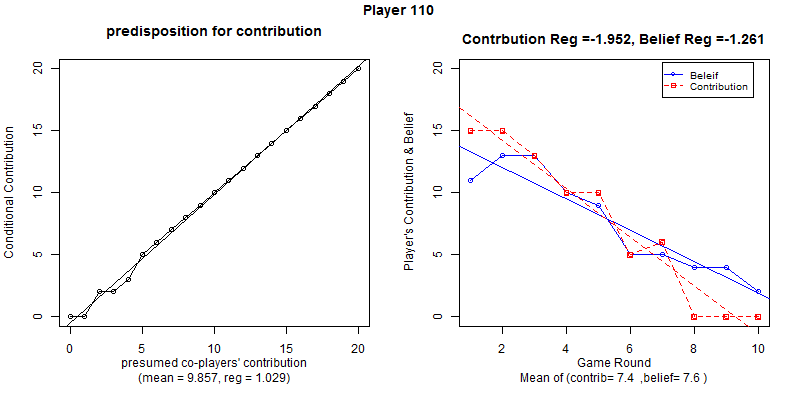 Player 110
predisposition for contribution
Conditional Contribution
20
15
10
5
0
0 5 10 15 20
presumed co-players' contribution
(mean = 9.857, reg = 1.029)
Contrbution Reg =-1.952, Belief Reg =-1.261
Beleif
Contribution
Player's Contribution & Belief
20
15
10
5
0
2 4 6 8 10
Game Round
Mean of (contrib= 7.4 ,belief= 7.6 )